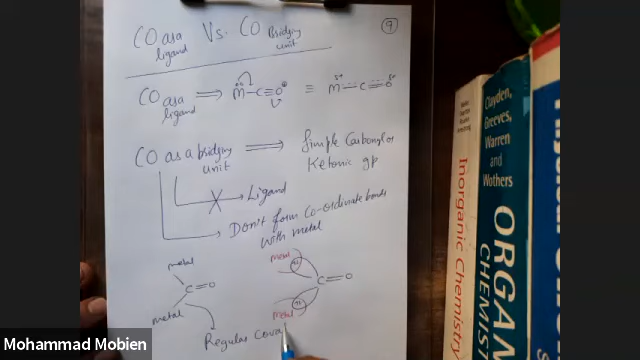 CO as a ligand Vs. CO Bridging unit
9
CO as a ligand ⟹ M̈—C≡O ≡ M̈---C---O
CO as a bridging unit ⟹ Simple Carbonyl or Ketonic gp
X → Ligand
→ Don't form Co-ordinate bonds with metal
metal
metal
C=O
metal
metal
C=O
Regular Cova
Inorganic Chemistry
Clayden,
Greeves,
Warren
and
Wothers
ORGANIC
CHEMISTRY
Mohammad Mobien